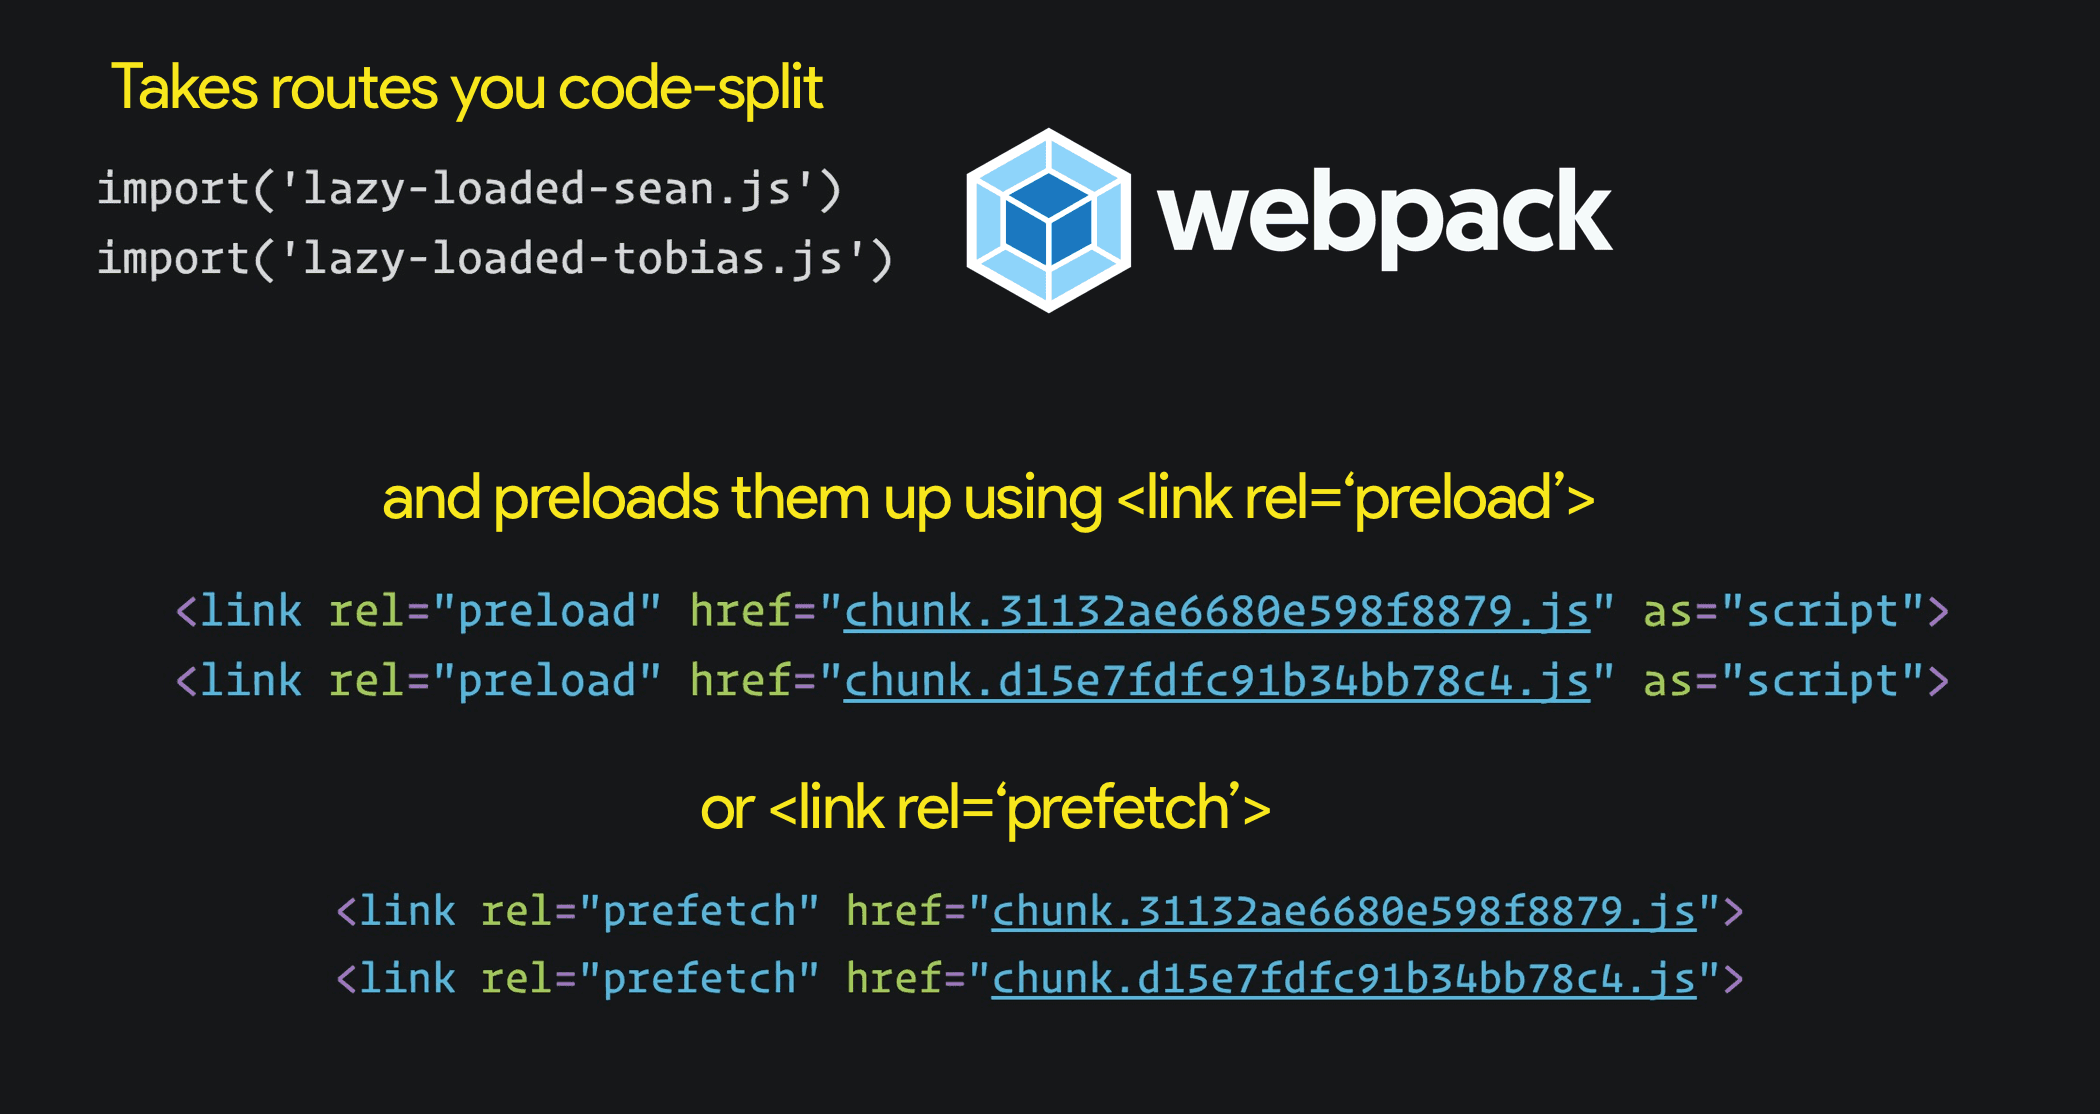 Takes routes you code-split
import('lazy-loaded-sean.js')
import('lazy-loaded-tobias.js')
webpack
and preloads them up using <link rel=‘preload’>
<link rel="preload" href="chunk.31132ae6680e598f8879.js" as="script">
<link rel="preload" href="chunk.d15e7fdfc91b34bb78c4.js" as="script">
or <link rel=‘prefetch’>
<link rel="prefetch" href="chunk.31132ae6680e598f8879.js">
<link rel="prefetch" href="chunk.d15e7fdfc91b34bb78c4.js">